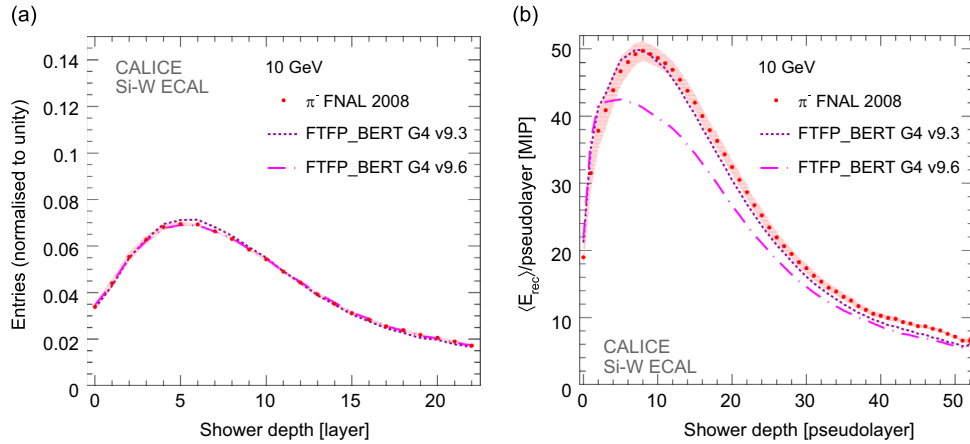 (a)
CALICE
Si-W ECAL
10 GeV
π⁻ FNAL 2008
FTFP_BERT G4 v9.3
FTFP_BERT G4 v9.6
Entries (normalised to unity)
0.14
0.12
0.1
0.08
0.06
0.04
0.02
0
0 5 10 15 20
Shower depth [layer]
(b)
10 GeV
π⁻ FNAL 2008
FTFP_BERT G4 v9.3
FTFP_BERT G4 v9.6
⟨E_rec⟩/pseudolayer [MIP]
50
40
30
20
10
0
CALICE
Si-W ECAL
0 10 20 30 40 50
Shower depth [pseudolayer]